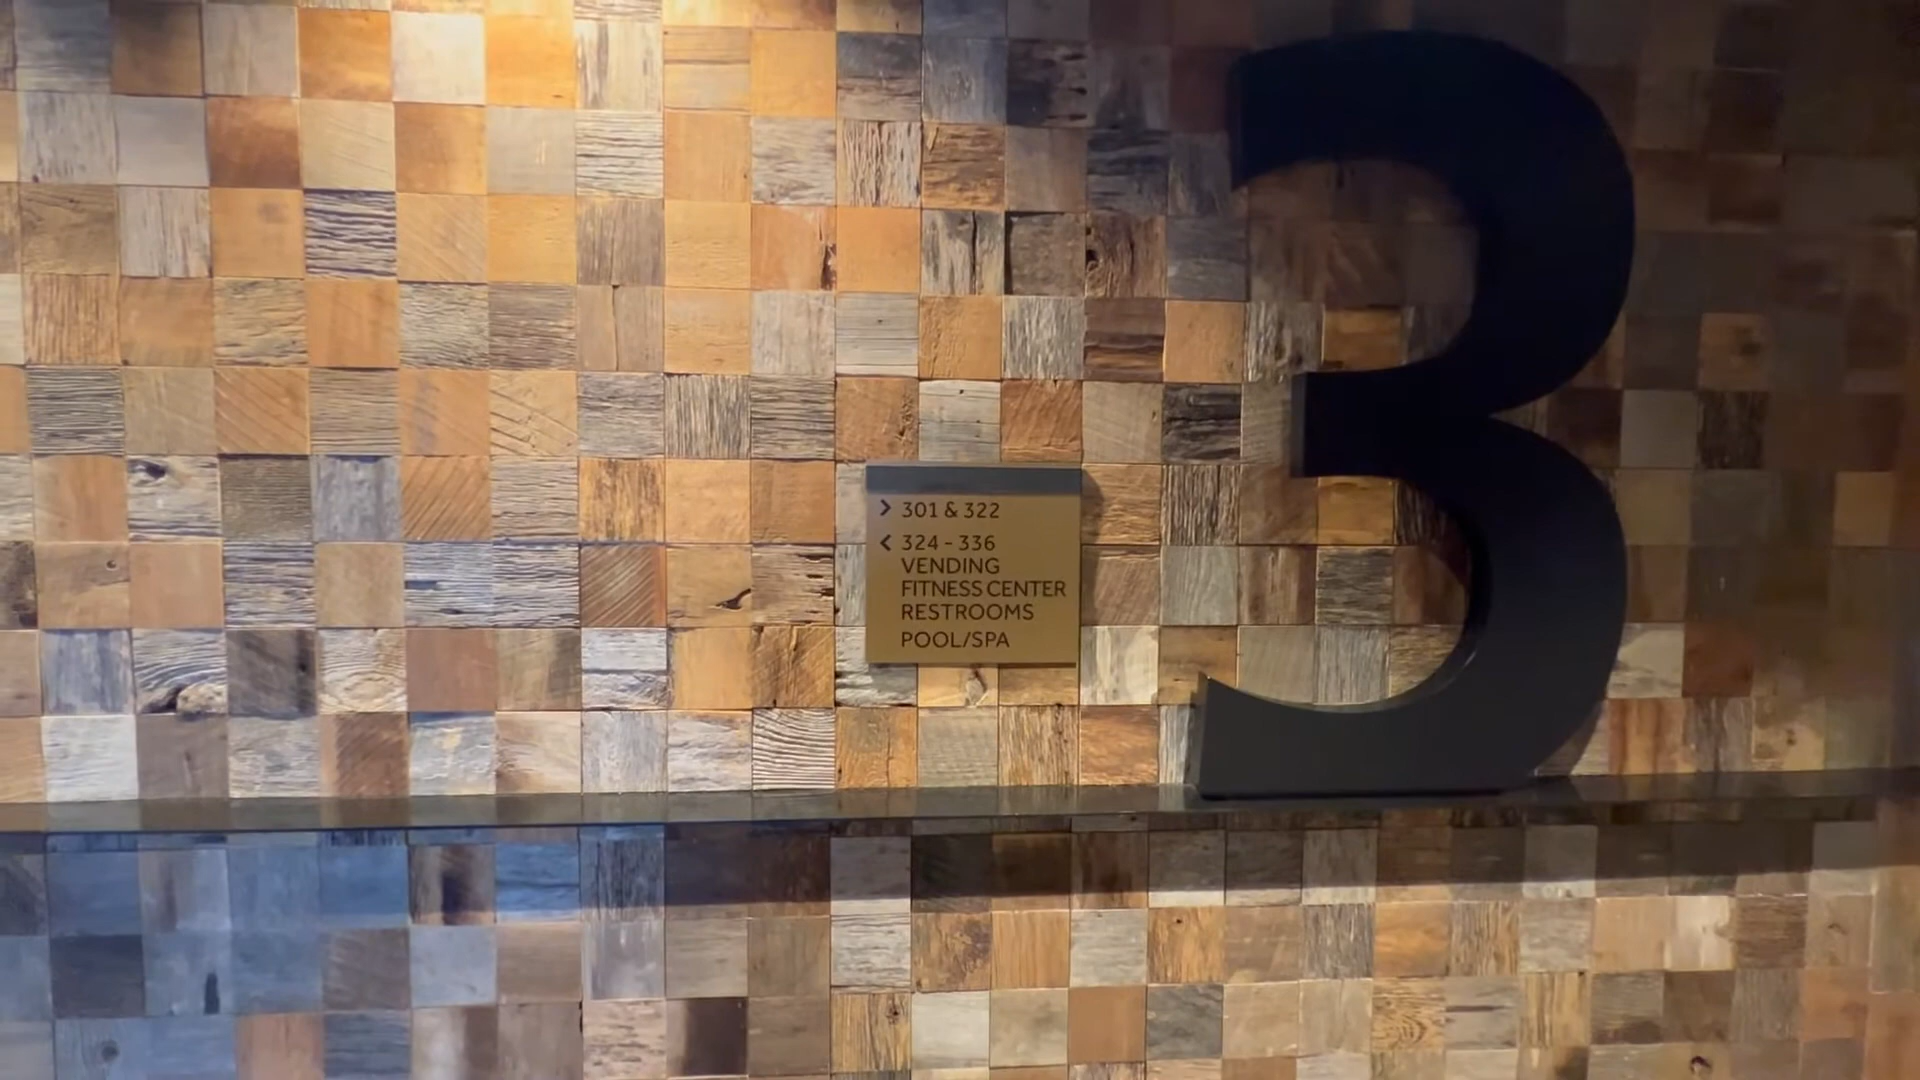 3
> 301 & 322
< 324 - 336
VENDING
FITNESS CENTER
RESTROOMS
POOL/SPA